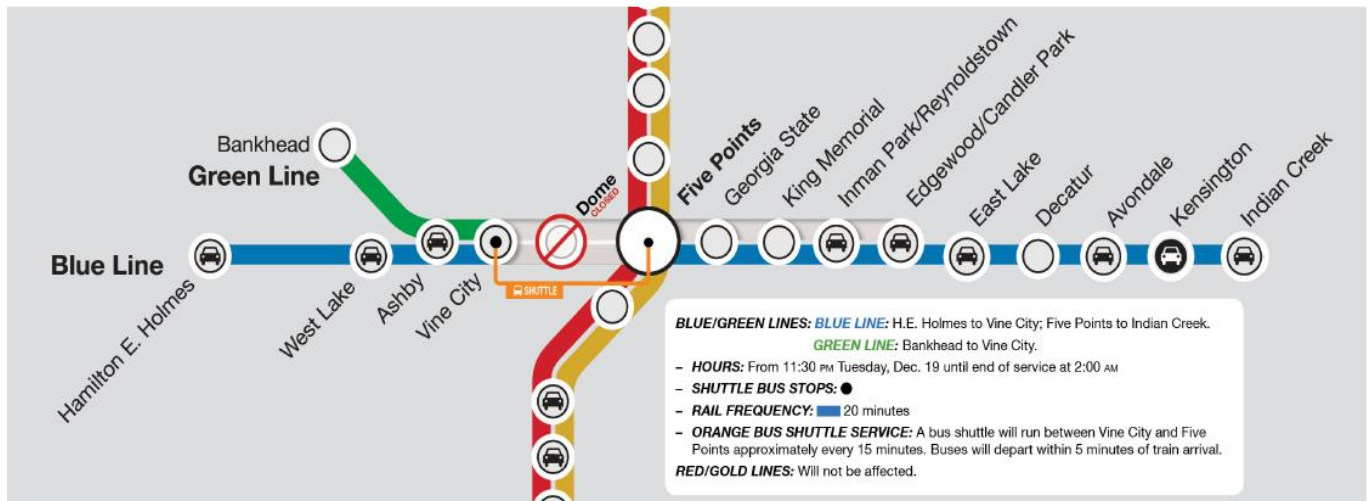 Bankhead
Green Line
Blue Line
Hamilton E. Holmes
West Lake
Ashby
Vine City
Dome
CLOSED
SHUTTLE
Five Points
Georgia State
King Memorial
Inman Park/Reynoldstown
Edgewood/Candler Park
East Lake
Decatur
Avondale
Kensington
Indian Creek
BLUE/GREEN LINES: BLUE LINE: H.E. Holmes to Vine City; Five Points to Indian Creek.
GREEN LINE: Bankhead to Vine City.
– HOURS: From 11:30 PM Tuesday, Dec. 19 until end of service at 2:00 AM
– SHUTTLE BUS STOPS:
– RAIL FREQUENCY: 20 minutes
– ORANGE BUS SHUTTLE SERVICE: A bus shuttle will run between Vine City and Five
Points approximately every 15 minutes. Buses will depart within 5 minutes of train arrival.
RED/GOLD LINES: Will not be affected.